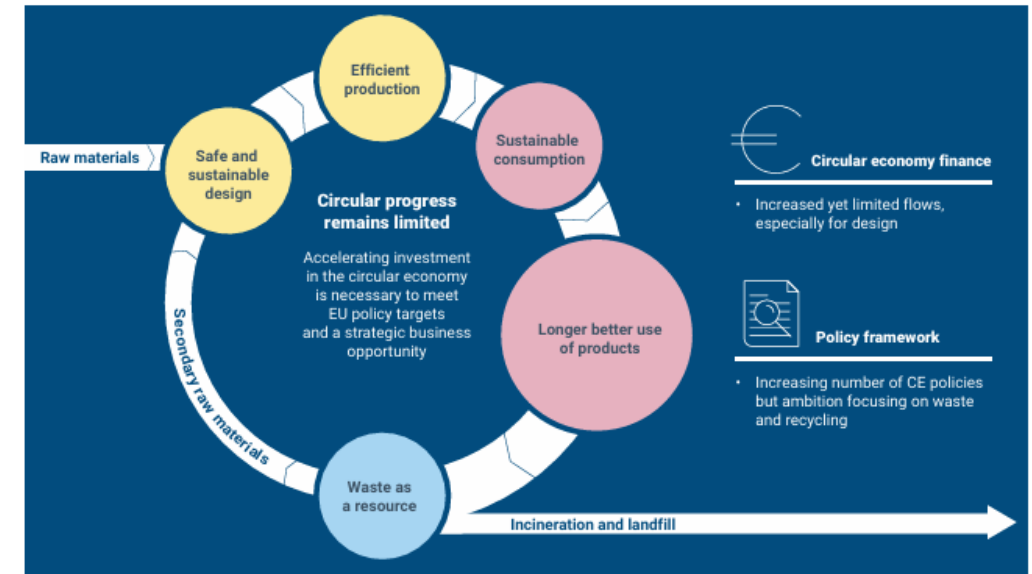 Efficient
production
Sustainable
consumption
Raw materials
Safe and
sustainable
design
Circular progress
remains limited
Accelerating investment
in the circular economy
is necessary to meet
EU policy targets
and a strategic business
opportunity
Longer better use
of products
Secondary raw materials
Waste as
a resource
Incineration and landfill
€
Circular economy finance
• Increased yet limited flows,
especially for design
Policy framework
• Increasing number of CE policies
but ambition focusing on waste
and recycling